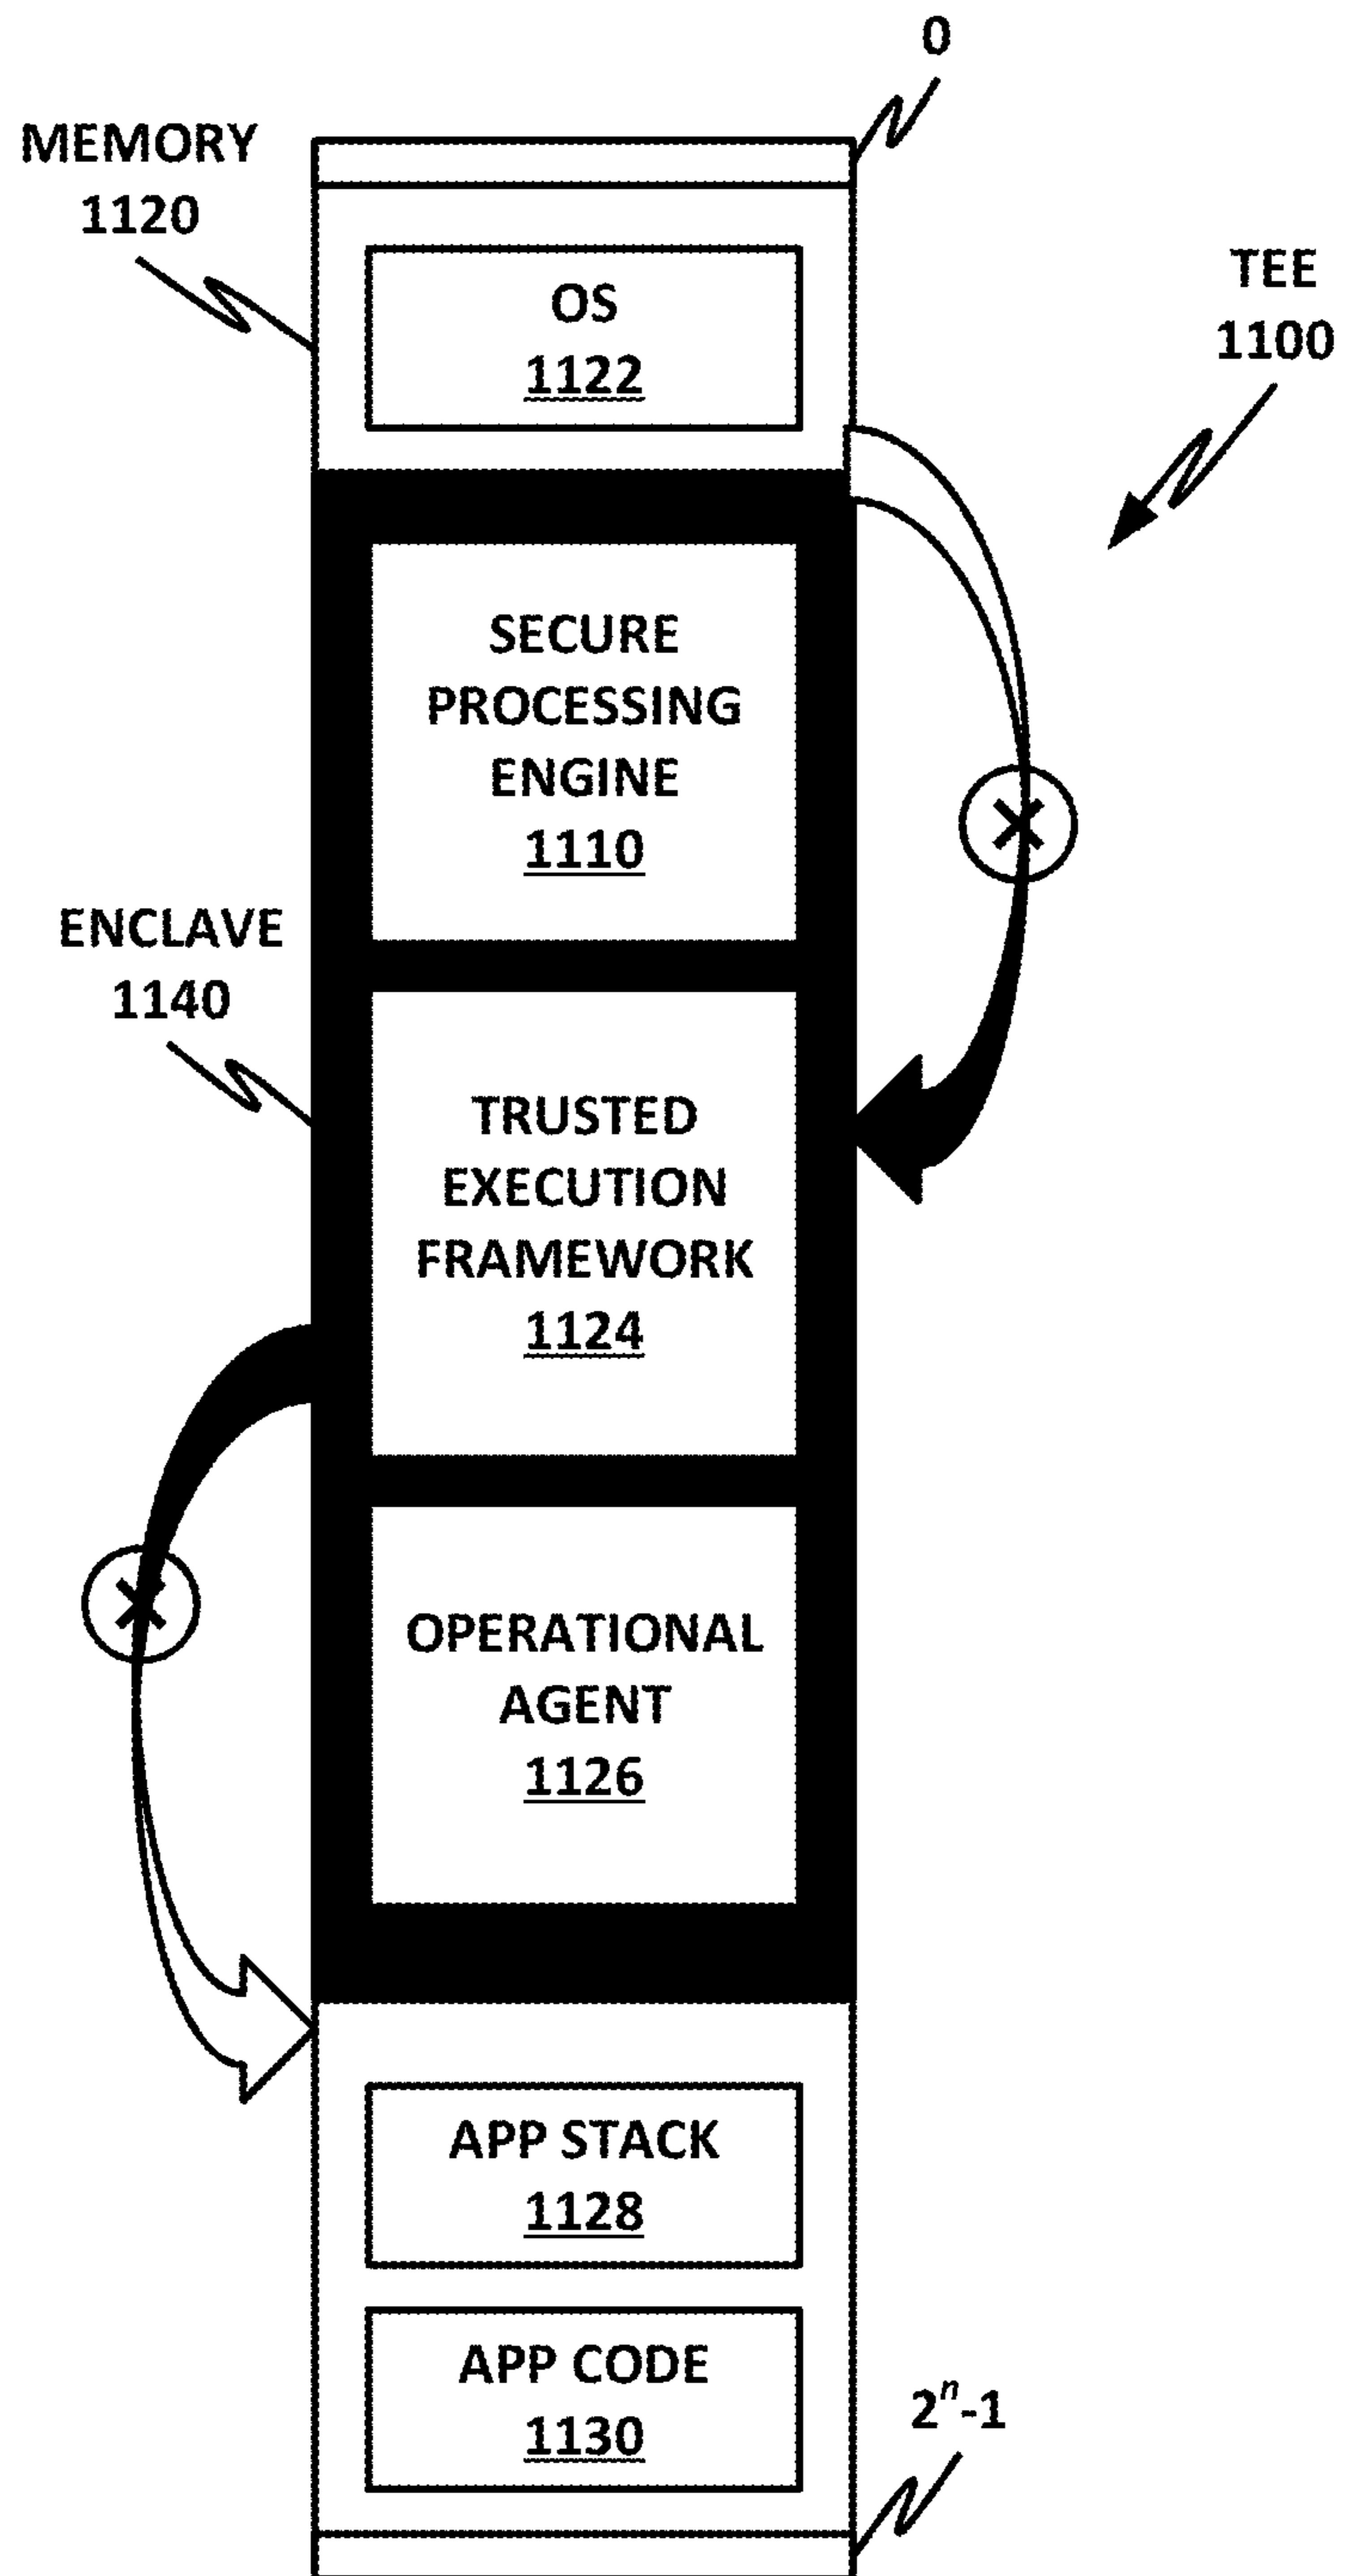 0
MEMORY
1120
TEE
1100
OS
1122
SECURE
PROCESSING
ENGINE
1110
ENCLAVE
1140
TRUSTED
EXECUTION
FRAMEWORK
1124
OPERATIONAL
AGENT
1126
APP STACK
1128
APP CODE
1130
2ⁿ-1